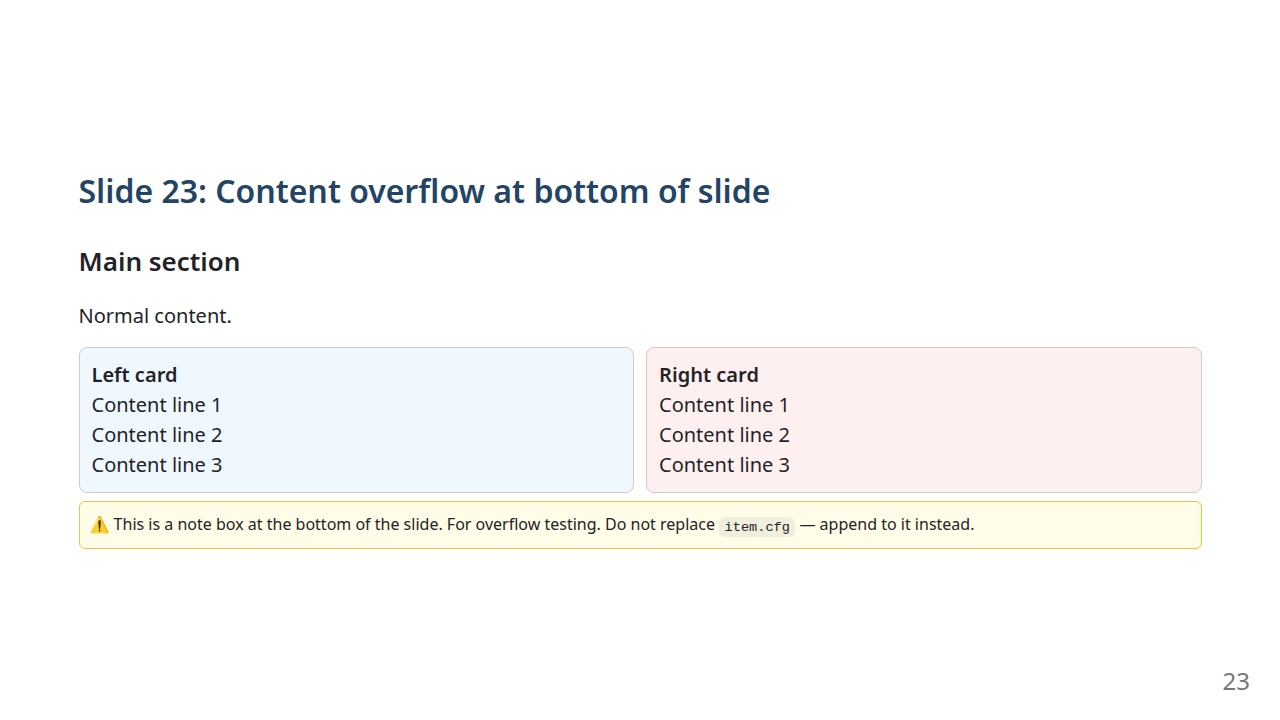 Slide 23: Content overflow at bottom of slide
Main section
Normal content.
Left card
Content line 1
Content line 2
Content line 3
Right card
Content line 1
Content line 2
Content line 3
⚠️ This is a note box at the bottom of the slide. For overflow testing. Do not replace item.cfg — append to it instead.
23